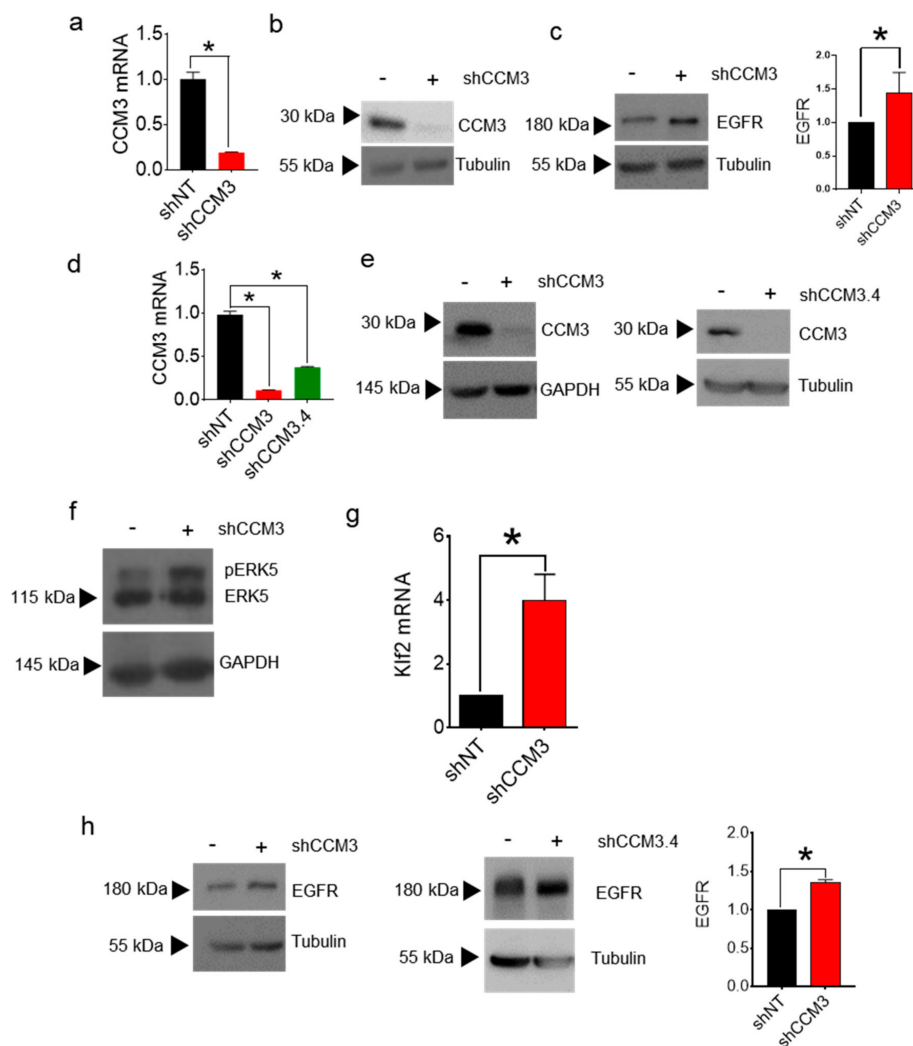 a
CCM3 mRNA
1.5
1.0
0.5
0.0
*
shNT
shCCM3
b
- + shCCM3
30 kDa CCM3
55 kDa Tubulin
c
- + shCCM3
180 kDa EGFR
55 kDa Tubulin
EGFR
2.0
1.5
1.0
0.5
0.0
*
shNT
shCCM3
d
CCM3 mRNA
1.5
1.0
0.5
0.0
*
*
shNT
shCCM3
shCCM3.4
e
- + shCCM3
30 kDa CCM3
145 kDa GAPDH
- + shCCM3.4
30 kDa CCM3
55 kDa Tubulin
f
- + shCCM3
pERK5
115 kDa ERK5
145 kDa GAPDH
g
Klf2 mRNA
6
4
2
0
*
shNT
shCCM3
h
- + shCCM3
180 kDa EGFR
55 kDa Tubulin
- + shCCM3.4
180 kDa EGFR
55 kDa Tubulin
EGFR
2.0
1.5
1.0
0.5
0.0
*
shNT
shCCM3